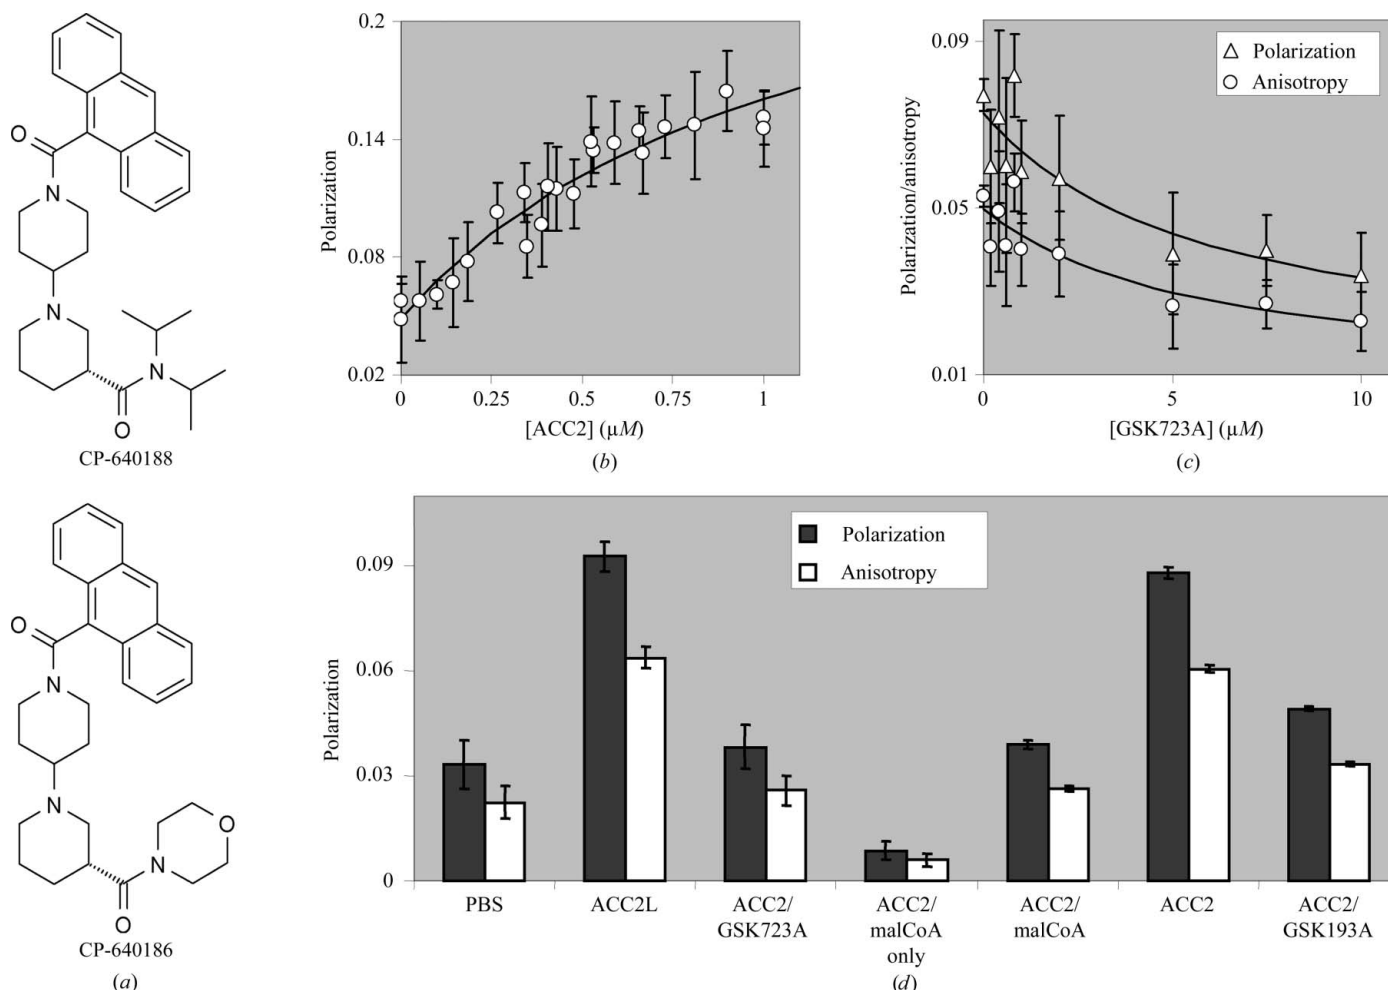 O
N
N
N
O
CP-640188
0.2
0.14
0.08
0.02
Polarization
0
0.25
0.5
0.75
1
[ACC2] (µM)
(b)
Polarization
Anisotropy
0.09
0.05
0.01
Polarization/anisotropy
0
5
10
[GSK723A] (µM)
(c)
O
N
N
N
O
O
CP-640186
(a)
Polarization
Anisotropy
0.09
0.06
0.03
0
Polarization
PBS
ACC2L
ACC2/
GSK723A
ACC2/
malCoA
only
ACC2/
malCoA
ACC2
ACC2/
GSK193A
(d)